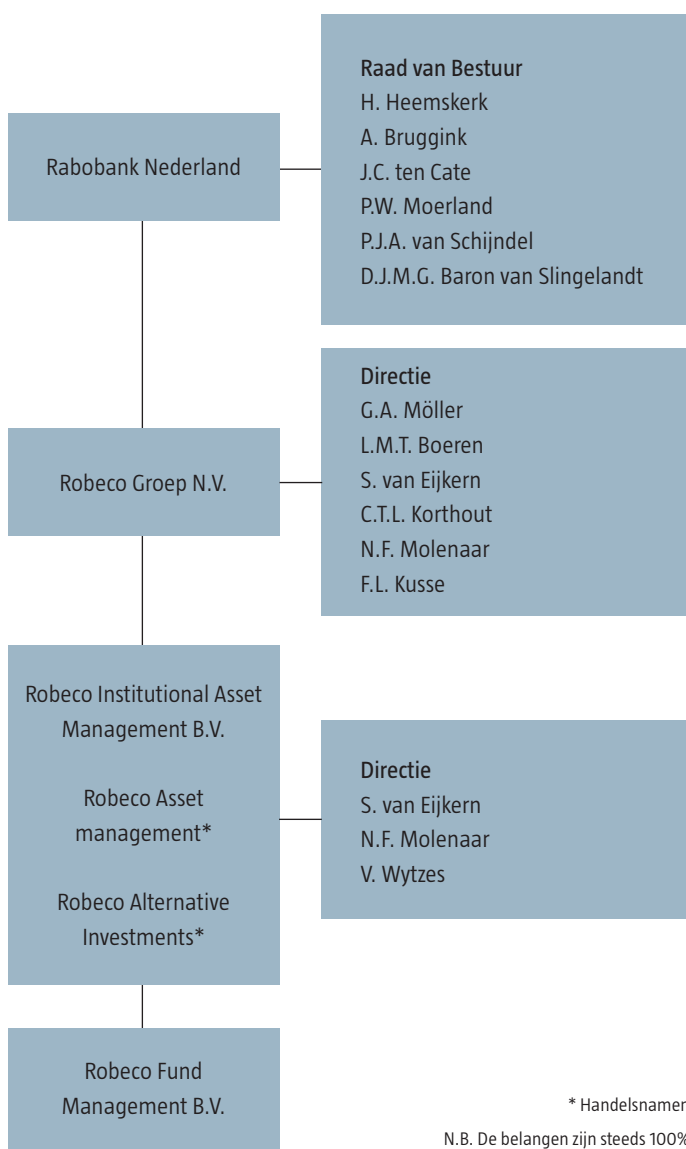 Rabobank Nederland
Raad van Bestuur
H. Heemskerk
A. Bruggink
J.C. ten Cate
P.W. Moerland
P.J.A. van Schijndel
D.J.M.G. Baron van Slingelandt
Robeco Groep N.V.
Directie
G.A. Möller
L.M.T. Boeren
S. van Eijkern
C.T.L. Korthout
N.F. Molenaar
F.L. Kusse
Robeco Institutional Asset
Management B.V.
Robeco Asset
management*
Robeco Alternative
Investments*
Directie
S. van Eijkern
N.F. Molenaar
V. Wytzes
Robeco Fund
Management B.V.
* Handelsnamen
N.B. De belangen zijn steeds 100%